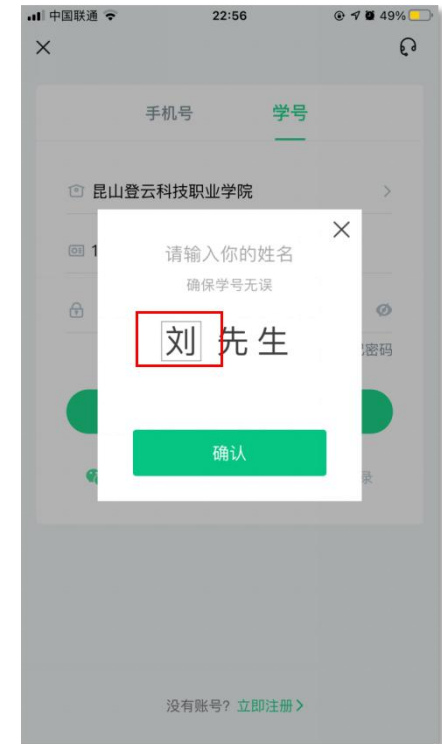 中国联通 22:56 49%
手机号 学号
昆山登云科技职业学院
1
请输入你的姓名
确保学号无误
刘先生
密码
确认
录
没有账号? 立即注册>